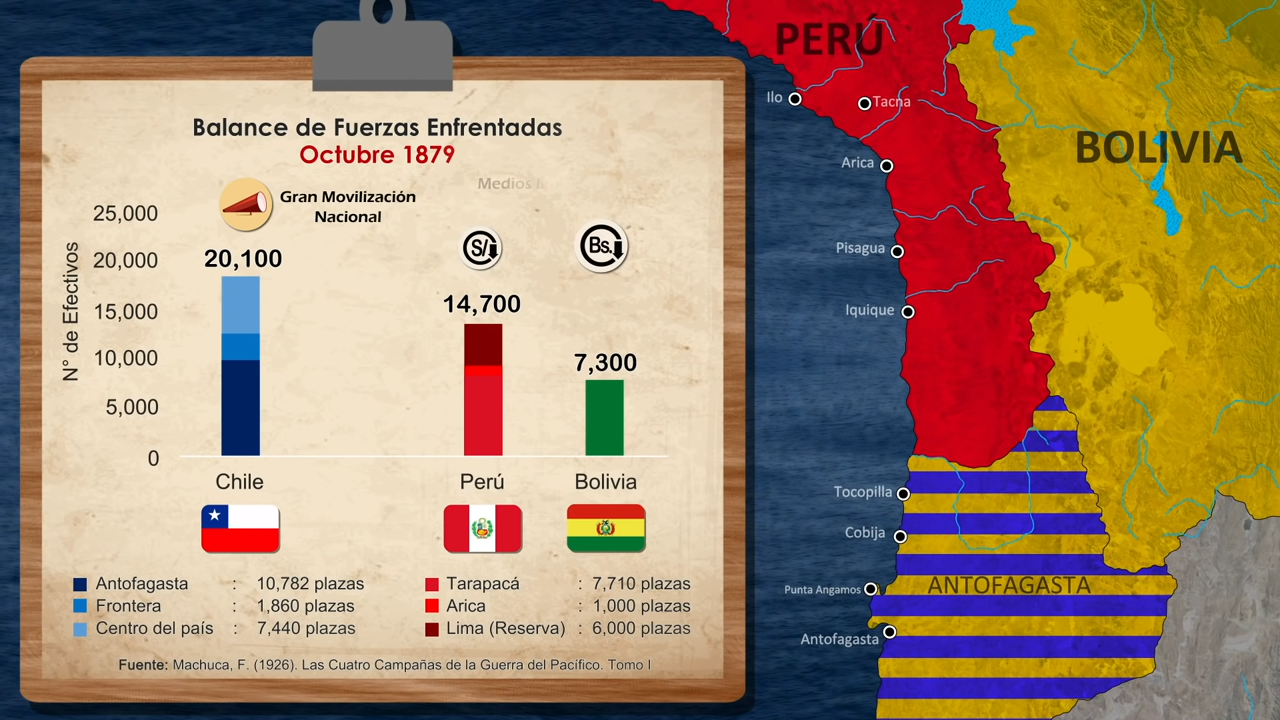 Balance de Fuerzas Enfrentadas
Octubre 1879
Gran Movilización
Nacional
Medios
N° de Efectivos
25,000
20,000
15,000
10,000
5,000
0
20,100
S/
14,700
Bs.
7,300
Chile
Perú
Bolivia
Antofagasta : 10,782 plazas
Frontera : 1,860 plazas
Centro del país : 7,440 plazas
Tarapacá : 7,710 plazas
Arica : 1,000 plazas
Lima (Reserva) : 6,000 plazas
Fuente: Machuca, F. (1926). Las Cuatro Campañas de la Guerra del Pacífico. Tomo I
PERÚ
BOLIVIA
Ilo
Tacna
Arica
Pisagua
Iquique
Tocopilla
Cobija
Punta Angamos
ANTOFAGASTA
Antofagasta